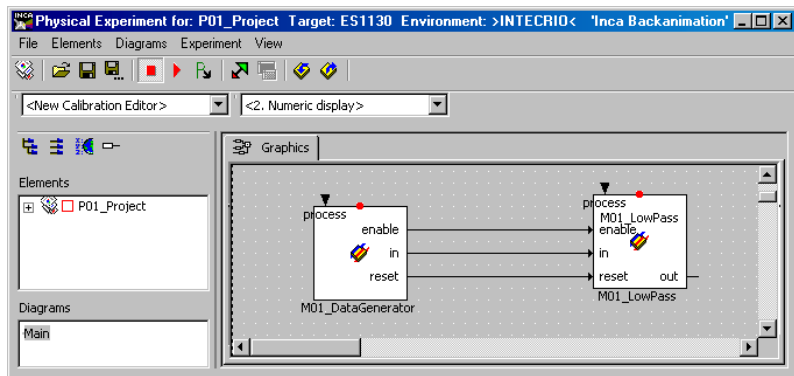 INCA Physical Experiment for: P01_Project Target: ES1130 Environment: >INTECRIO< 'Inca Backanimation'
File Elements Diagrams Experiment View
<New Calibration Editor> <2. Numeric display>
Graphics
Elements
P01_Project
Diagrams
Main
process
enable
in
reset
M01_DataGenerator
process
M01_LowPass
enable
in
reset out
M01_LowPass